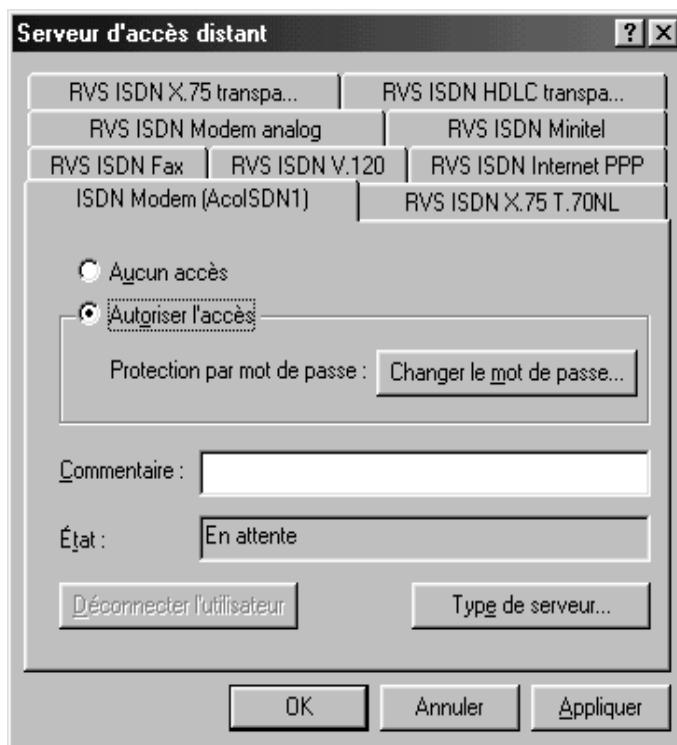 Serveur d'accès distant
RVS ISDN X.75 transpa... RVS ISDN HDLC transpa...
RVS ISDN Modem analog RVS ISDN Minitel
RVS ISDN Fax RVS ISDN V.120 RVS ISDN Internet PPP
ISDN Modem (AcoISDN1) RVS ISDN X.75 T.70NL
Aucun accès
Autoriser l'accès
Protection par mot de passe : Changer le mot de passe...
Commentaire :
État : En attente
Déconnecter l'utilisateur Type de serveur...
OK Annuler Appliquer